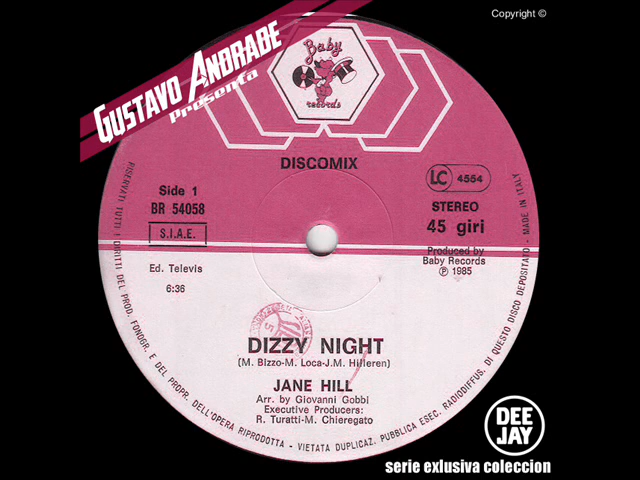 Copyright ©
GUSTAVO ANDRADE
Presenta
Baby
records
DISCOMIX
LC 4554
Side 1
BR 54058
S.I.A.E.
STEREO
45 giri
Produced by
Baby Records
℗ 1985
Ed. Televis
6:36
DIZZY NIGHT
(M. Bizzo-M. Loca-J.M. Hilleren)
JANE HILL
Arr. by Giovanni Gobbi
Executive Producers:
R. Turatti-M. Chieregato
RISERVATI TUTTI I DIRITTI DEL PROD. FONOGR. E DEL PROPR. DELL'OPERA RIPRODOTTA - VIETATA DUPLICAZ. PUBBLICA ESEC. RADIODIFFUS. DI QUESTO DISCO DEPOSITATO - MADE IN ITALY
DEE
JAY
serie exlusiva coleccion